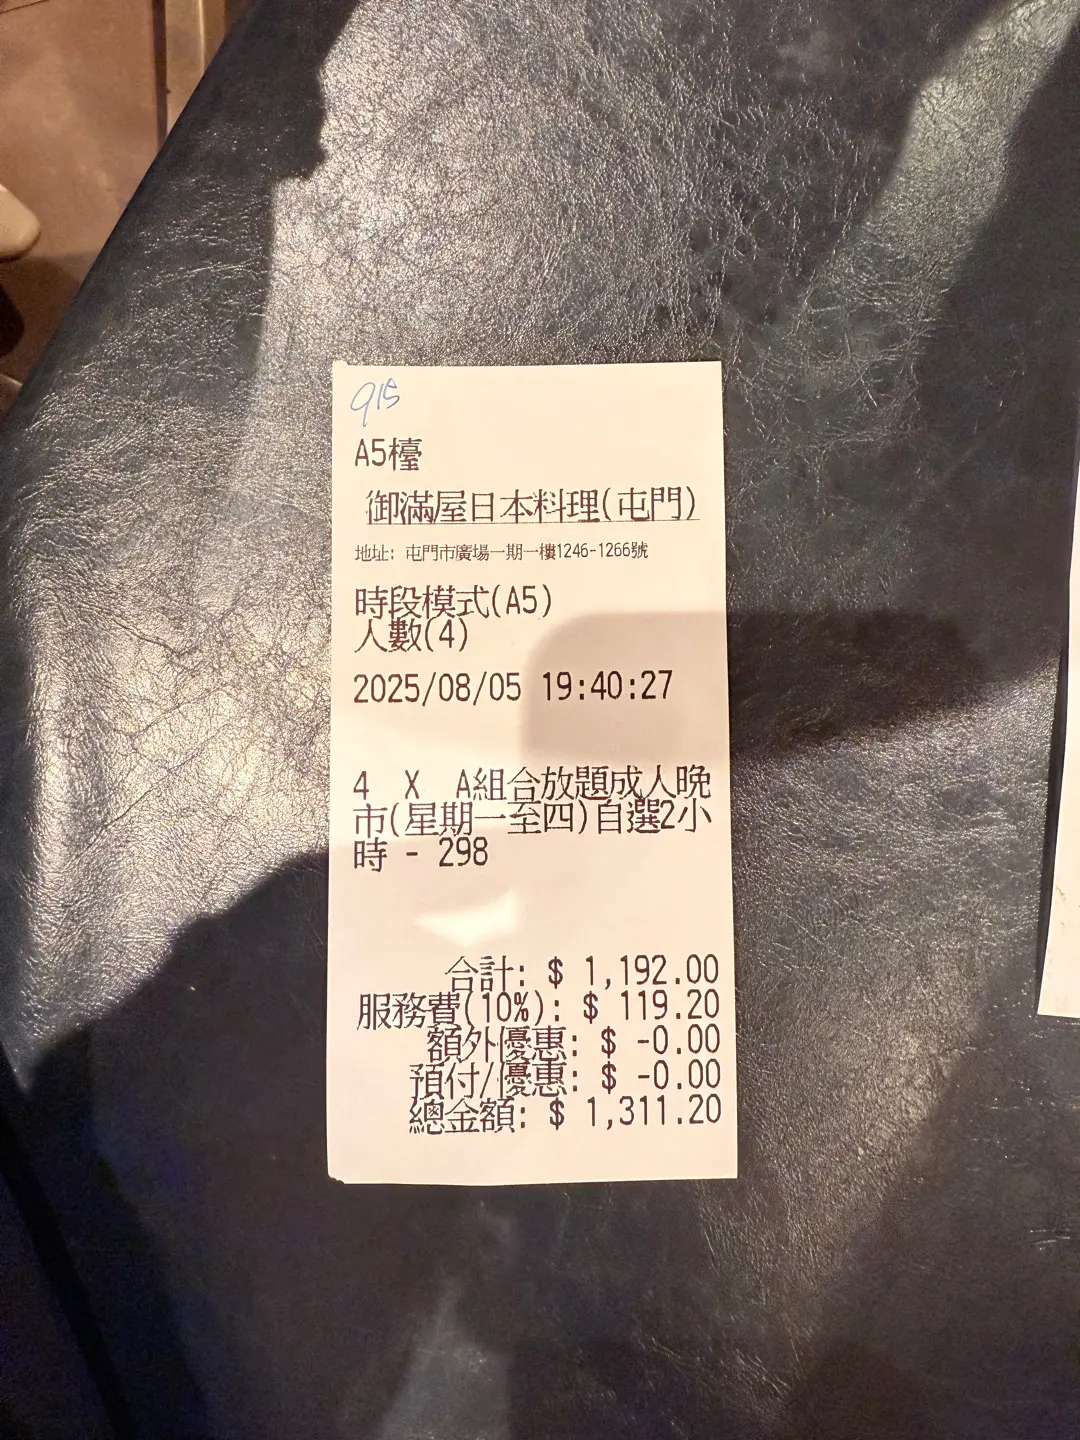 915
A5檯
御滿屋日本料理(屯門)
地址: 屯門市廣場一期一樓1246-1266號
時段模式(A5)
人數(4)
2025/08/05 19:40:27
4 X A組合放題成人晚
市(星期一至四)自選2小
時 - 298
合計: $ 1,192.00
服務費(10%): $ 119.20
額外優惠: $ -0.00
預付/優惠: $ -0.00
總金額: $ 1,311.20